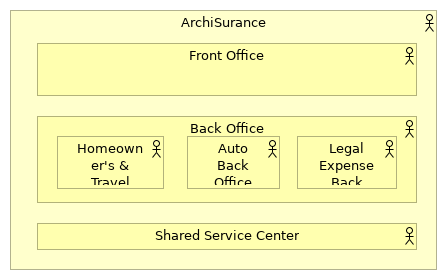 ArchiSurance
Front Office
Back Office
Homeown
er's &
Travel
Auto
Back
Office
Legal
Expense
Back
Shared Service Center